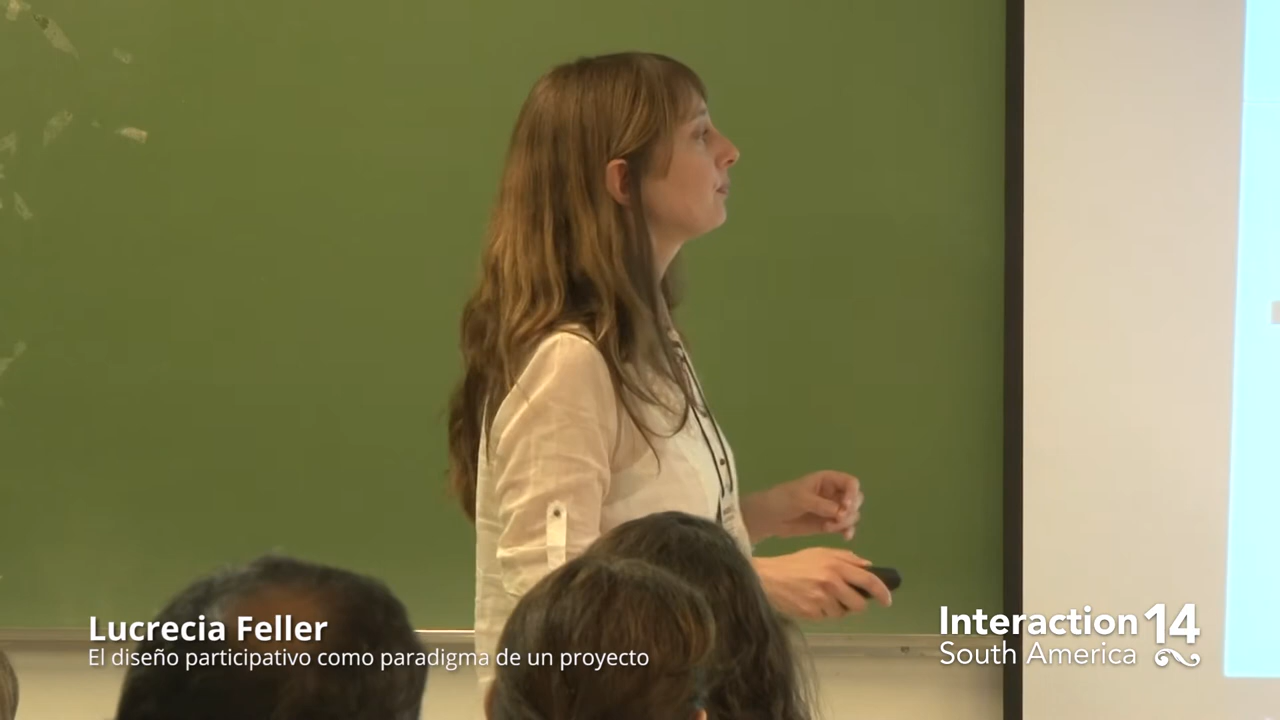 Lucrecia Feller
El diseño participativo como paradigma de un proyecto
Interaction 14
South America